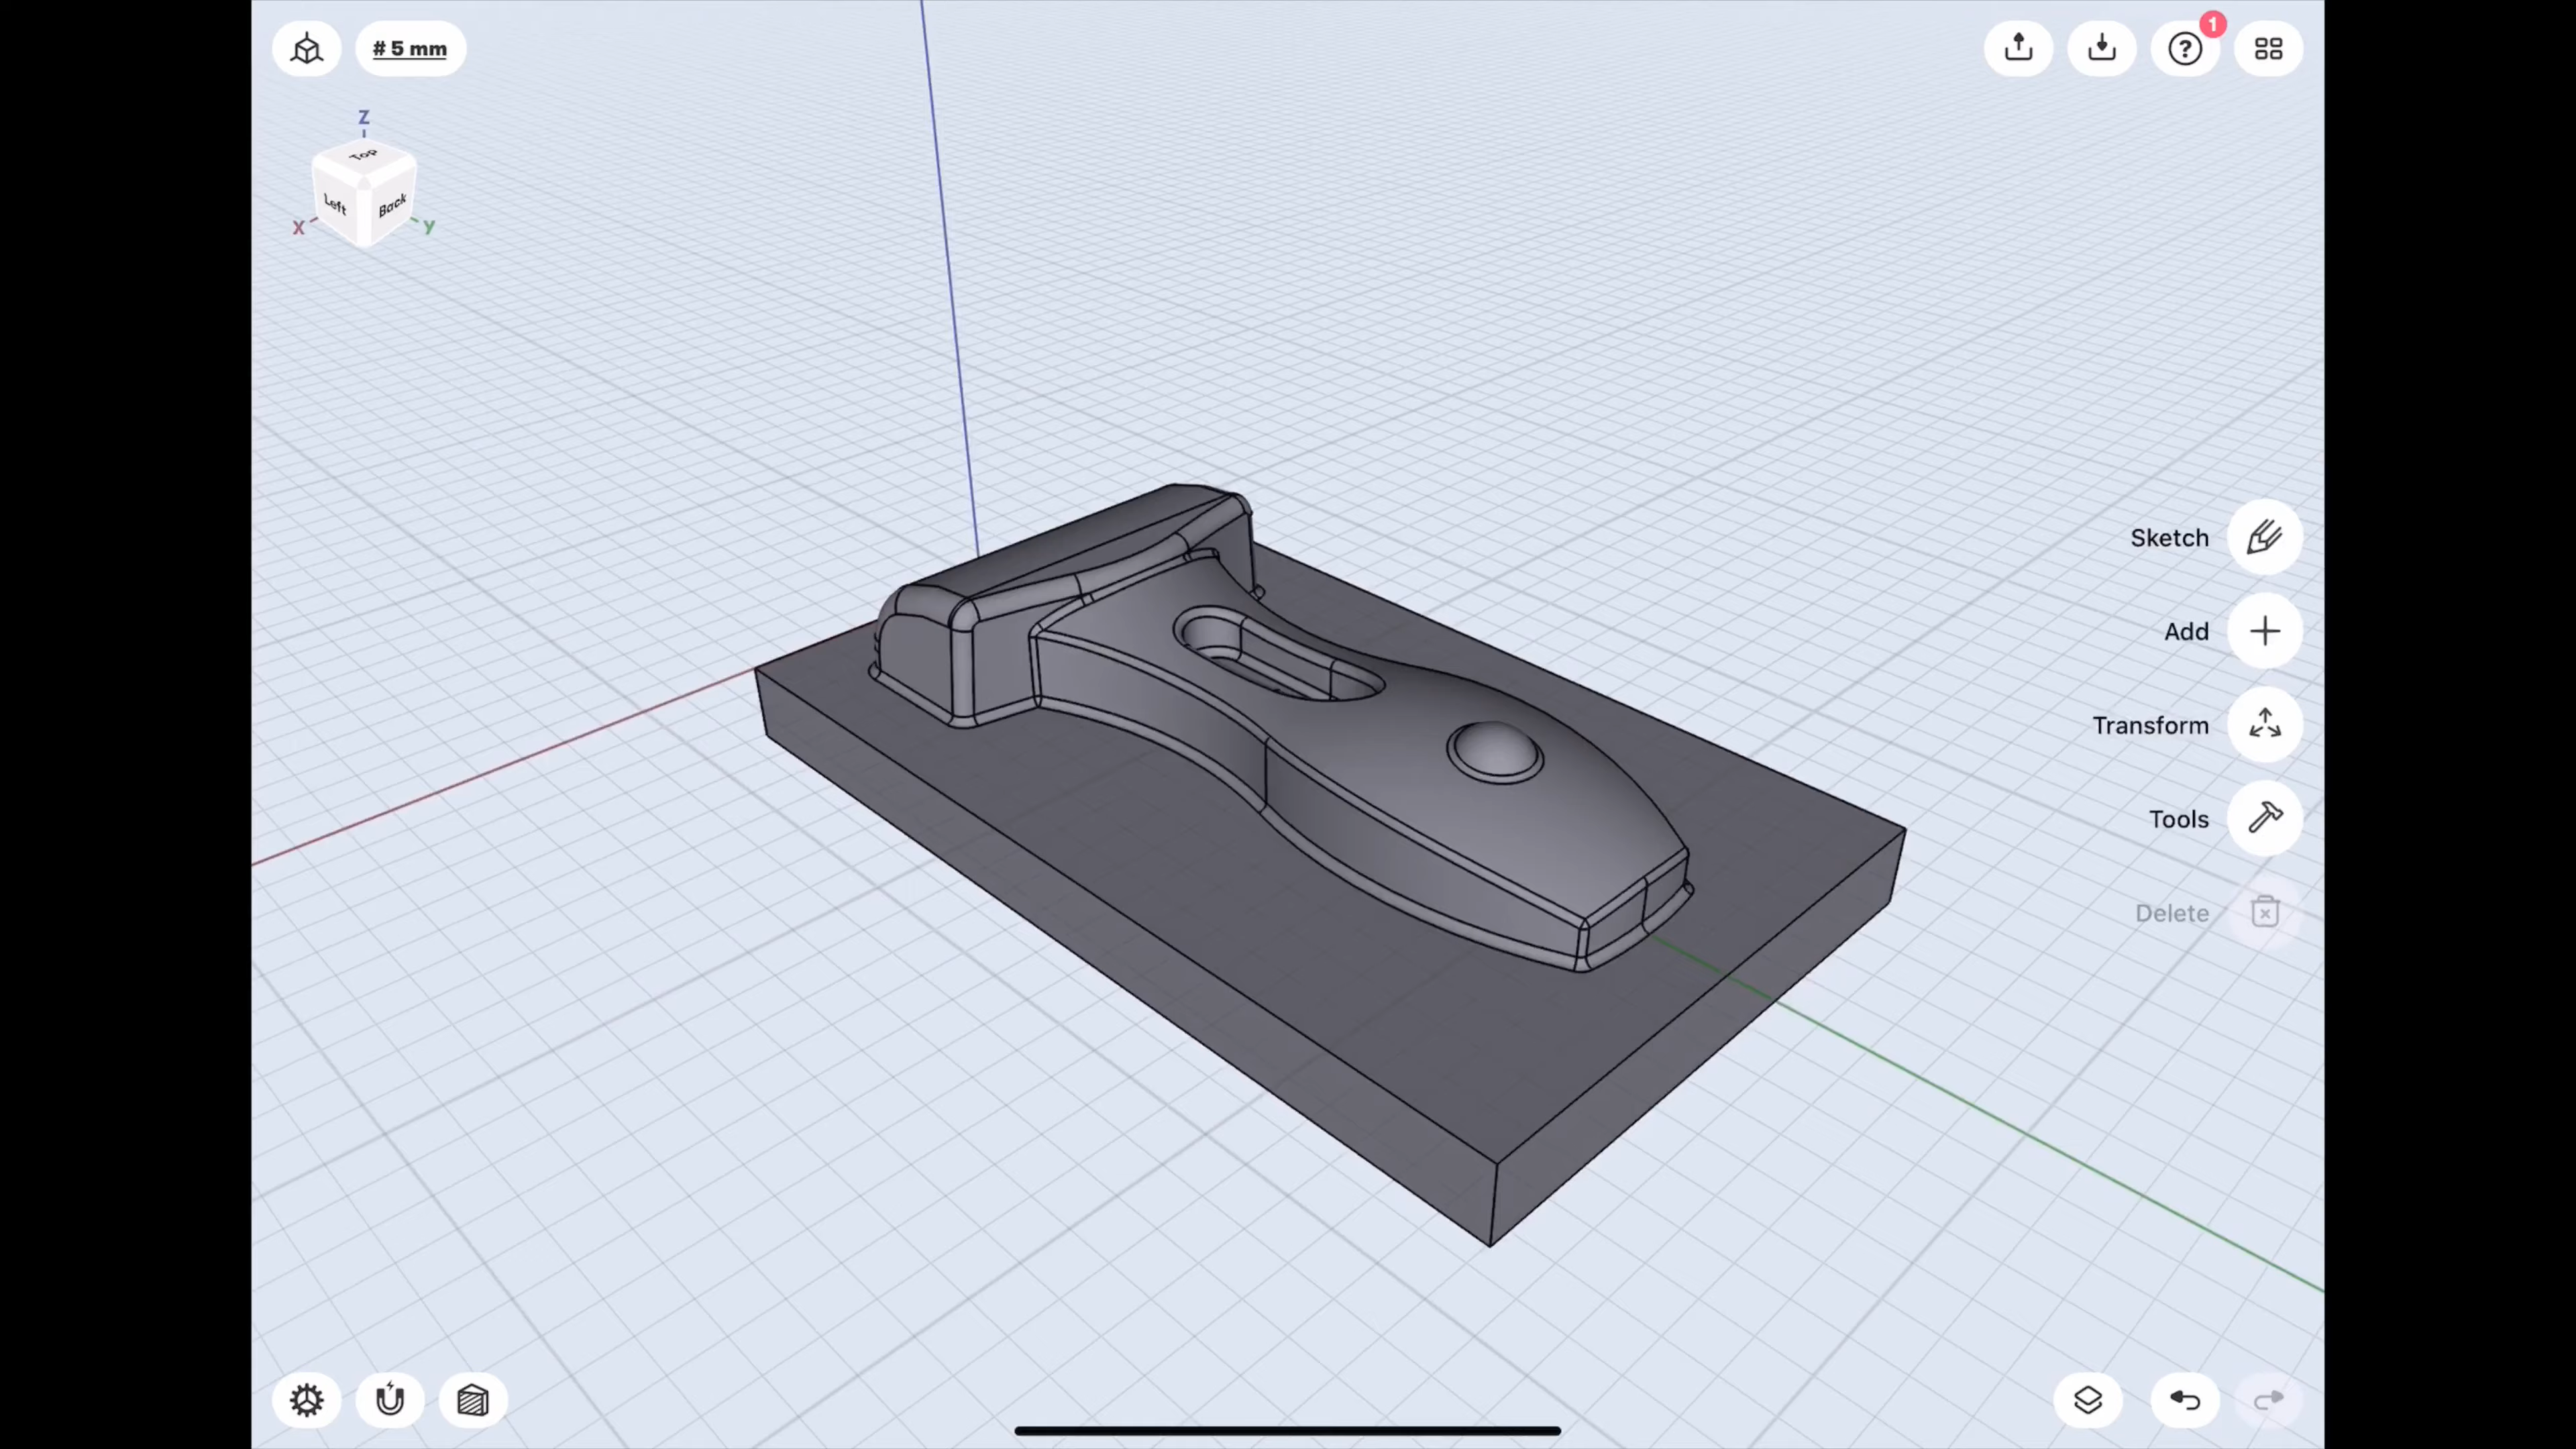 # 5 mm
1
Z
Top
Left
Back
X
Y
Sketch
Add
Transform
Tools
Delete